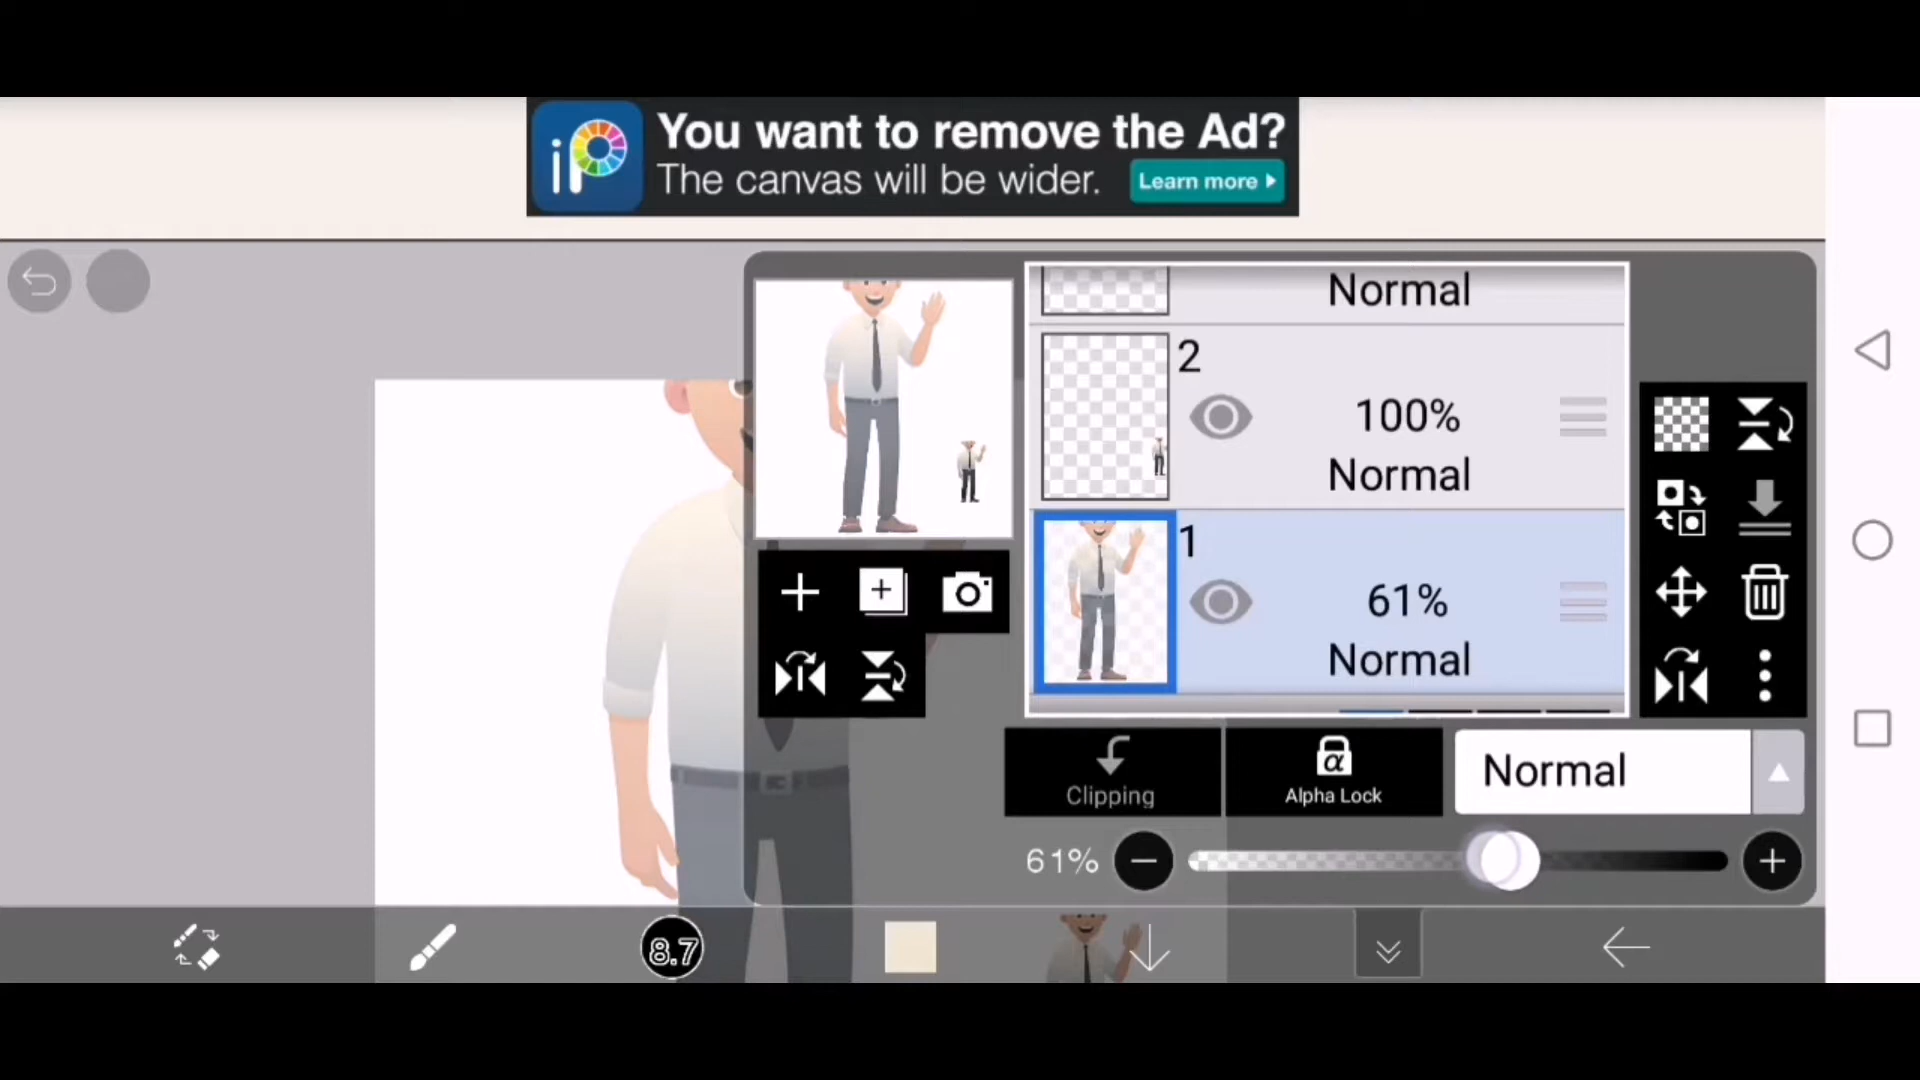 iP
You want to remove the Ad?
The canvas will be wider.
Learn more
Normal
2
100%
Normal
1
61%
Normal
Clipping
α
Alpha Lock
Normal
61%
8.7